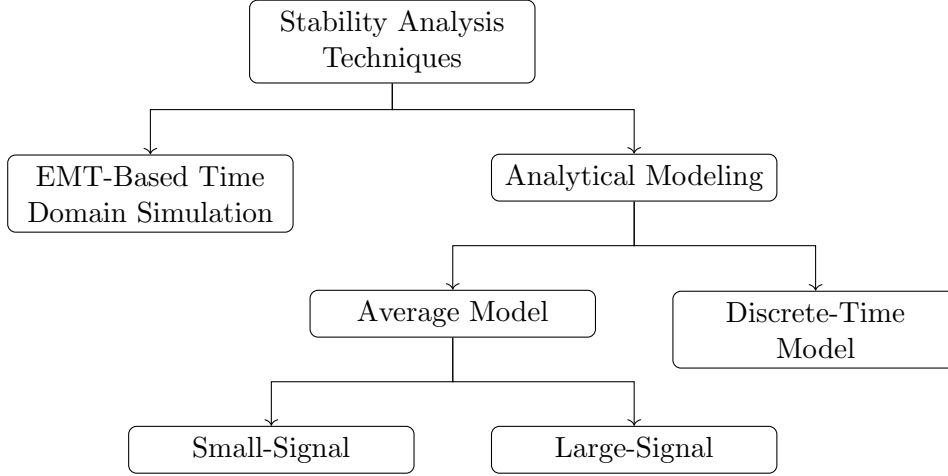 Stability Analysis
Techniques
EMT-Based Time
Domain Simulation
Analytical Modeling
Average Model
Discrete-Time
Model
Small-Signal
Large-Signal